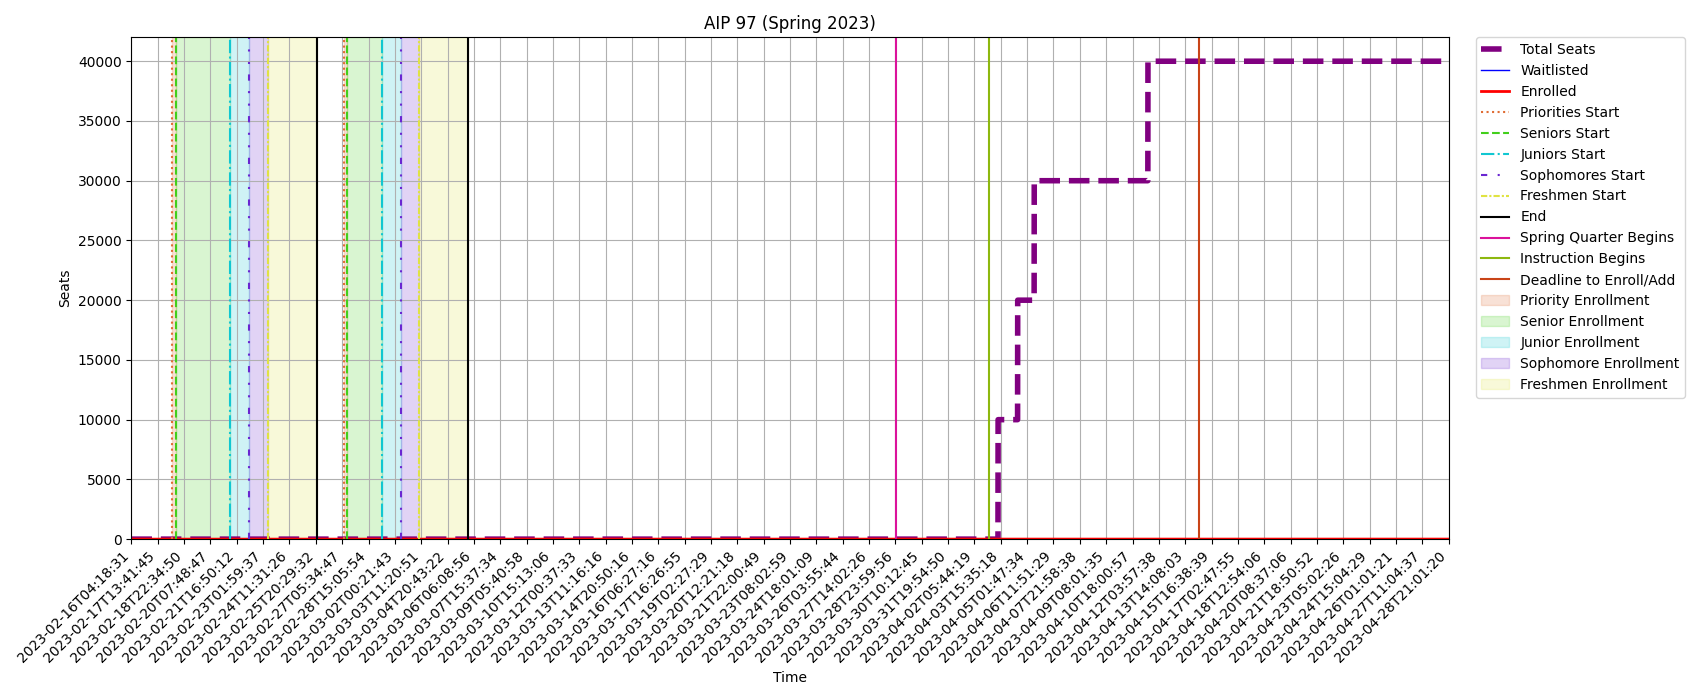 AIP 97 (Spring 2023)
Seats
40000
35000
30000
25000
20000
15000
10000
5000
0
2023-02-16T04:18:31
2023-02-17T13:41:45
2023-02-18T22:34:50
2023-02-20T07:48:47
2023-02-21T16:50:12
2023-02-23T01:59:37
2023-02-24T11:31:26
2023-02-25T20:29:32
2023-02-27T05:34:47
2023-02-28T15:05:54
2023-03-02T00:21:43
2023-03-03T11:20:51
2023-03-04T20:43:22
2023-03-06T06:08:56
2023-03-07T15:37:34
2023-03-09T05:40:58
2023-03-10T15:13:06
2023-03-12T00:37:33
2023-03-13T11:16:16
2023-03-14T20:50:16
2023-03-16T06:27:16
2023-03-17T16:26:55
2023-03-19T02:27:29
2023-03-20T12:21:18
2023-03-21T22:00:49
2023-03-23T08:02:59
2023-03-24T18:01:09
2023-03-26T03:55:44
2023-03-27T14:02:26
2023-03-28T23:59:56
2023-03-30T10:12:45
2023-03-31T19:54:50
2023-04-02T05:44:19
2023-04-03T15:35:18
2023-04-05T01:47:34
2023-04-06T11:51:29
2023-04-07T21:58:38
2023-04-09T08:01:35
2023-04-10T18:00:57
2023-04-12T03:57:38
2023-04-13T14:08:03
2023-04-15T16:38:39
2023-04-17T02:47:55
2023-04-18T12:54:06
2023-04-20T08:37:06
2023-04-21T18:50:52
2023-04-23T05:02:26
2023-04-24T15:04:29
2023-04-26T01:01:21
2023-04-27T11:04:37
2023-04-28T21:01:20
Time
Total Seats
Waitlisted
Enrolled
Priorities Start
Seniors Start
Juniors Start
Sophomores Start
Freshmen Start
End
Spring Quarter Begins
Instruction Begins
Deadline to Enroll/Add
Priority Enrollment
Senior Enrollment
Junior Enrollment
Sophomore Enrollment
Freshmen Enrollment